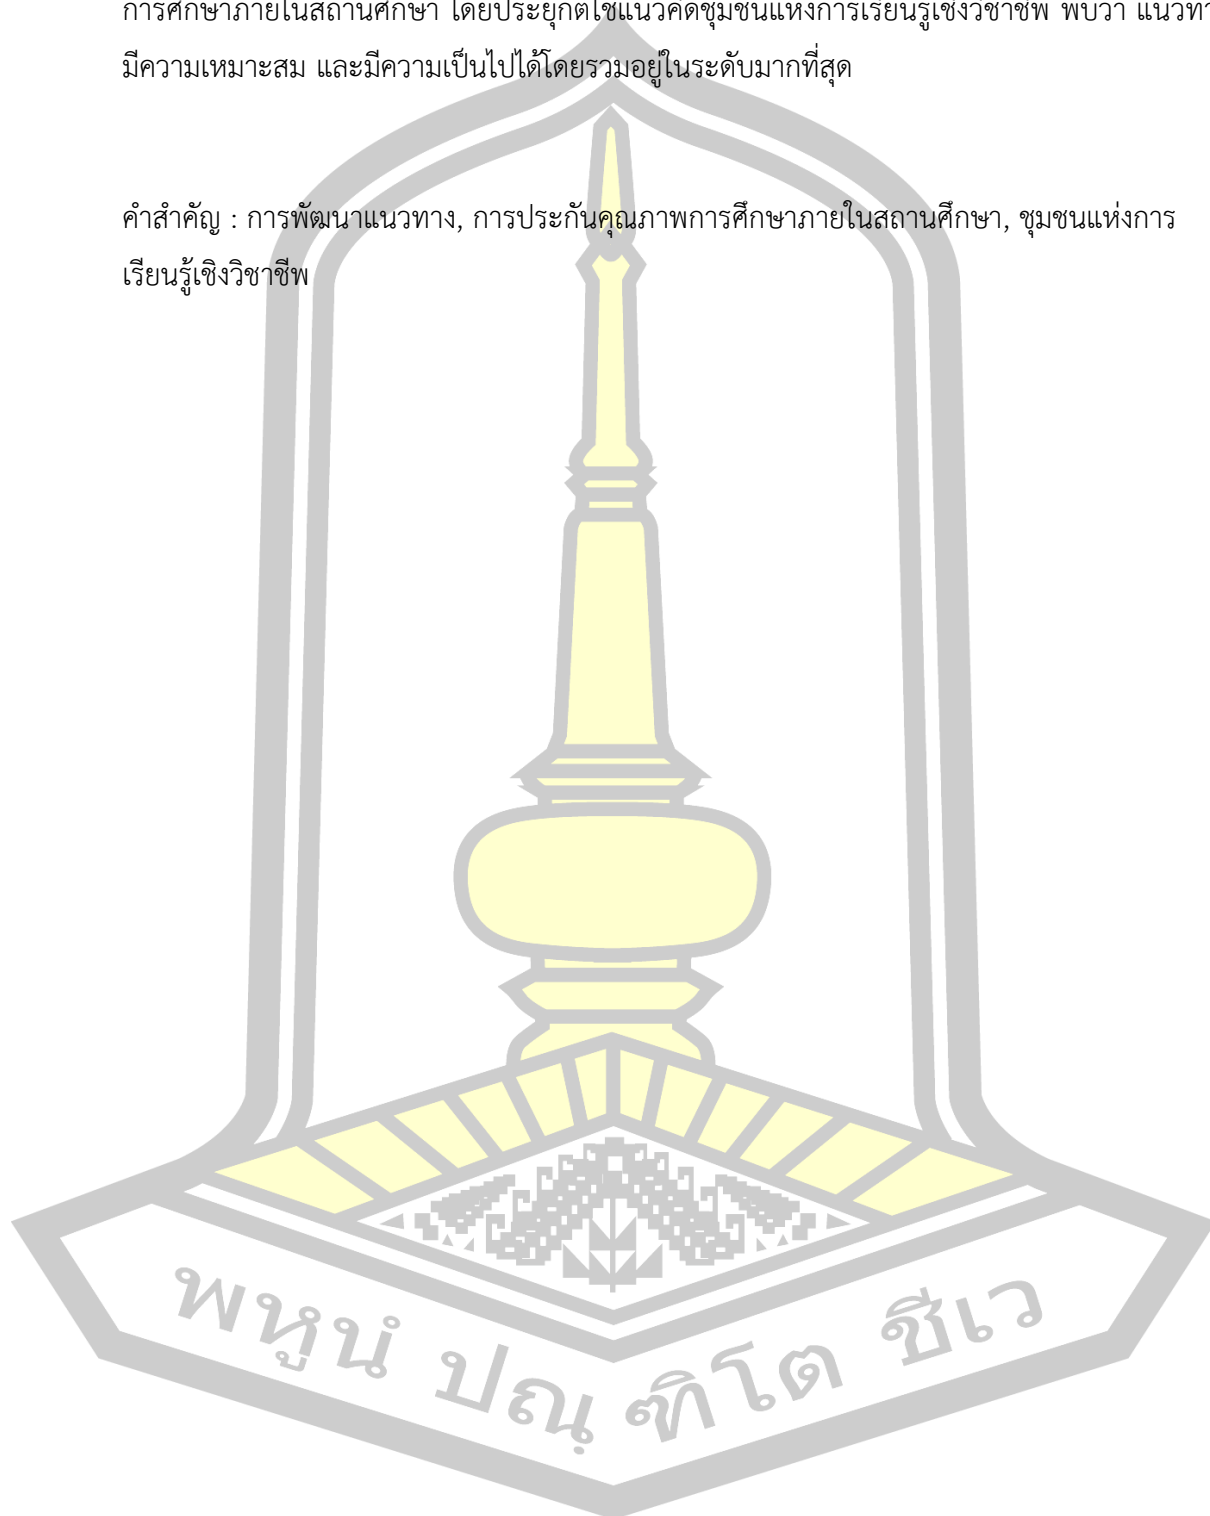 การศึกษาภายในสถานศึกษา โดยประยุกต์ใช้แนวคิดชุมชนแห่งการเรียนรู้เชิงวิชาชีพ พบว่า แนวทาง
มีความเหมาะสม และมีความเป็นไปได้โดยรวมอยู่ในระดับมากที่สุด
คำสำคัญ : การพัฒนาแนวทาง, การประกันคุณภาพการศึกษาภายในสถานศึกษา, ชุมชนแห่งการ
เรียนรู้เชิงวิชาชีพ
พหูนํ ปณฺฑิโต ชีเว